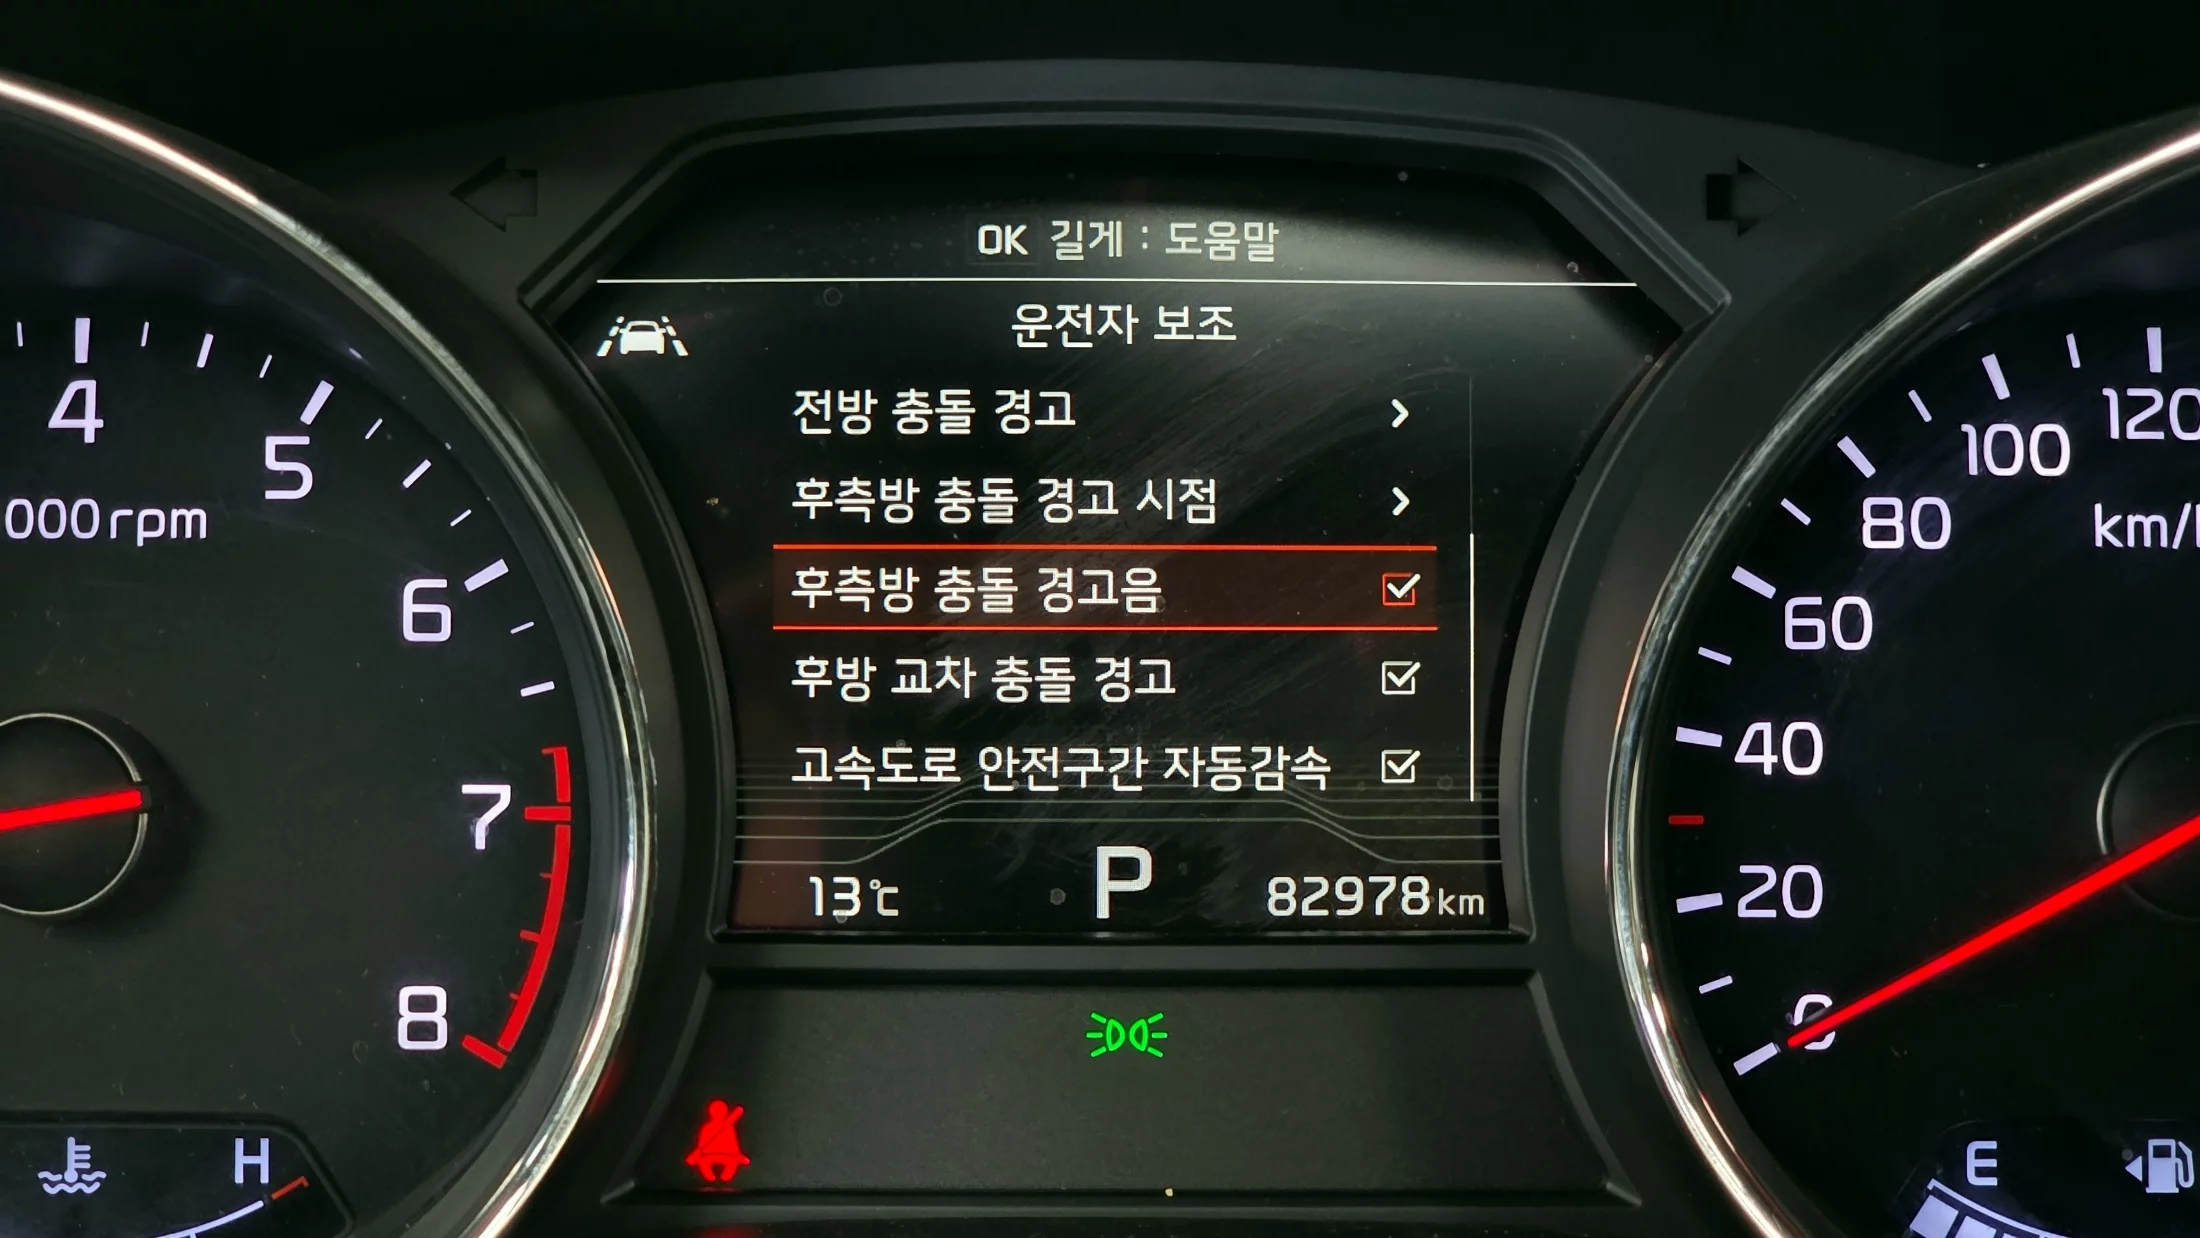 OK 길게 : 도움말
운전자 보조
전방 충돌 경고
후측방 충돌 경고 시점
후측방 충돌 경고음
후방 교차 충돌 경고
고속도로 안전구간 자동감속
13℃ P 82978km
4
5
6
7
8
000rpm
H
120
100
80
60
40
20
0
km/
E